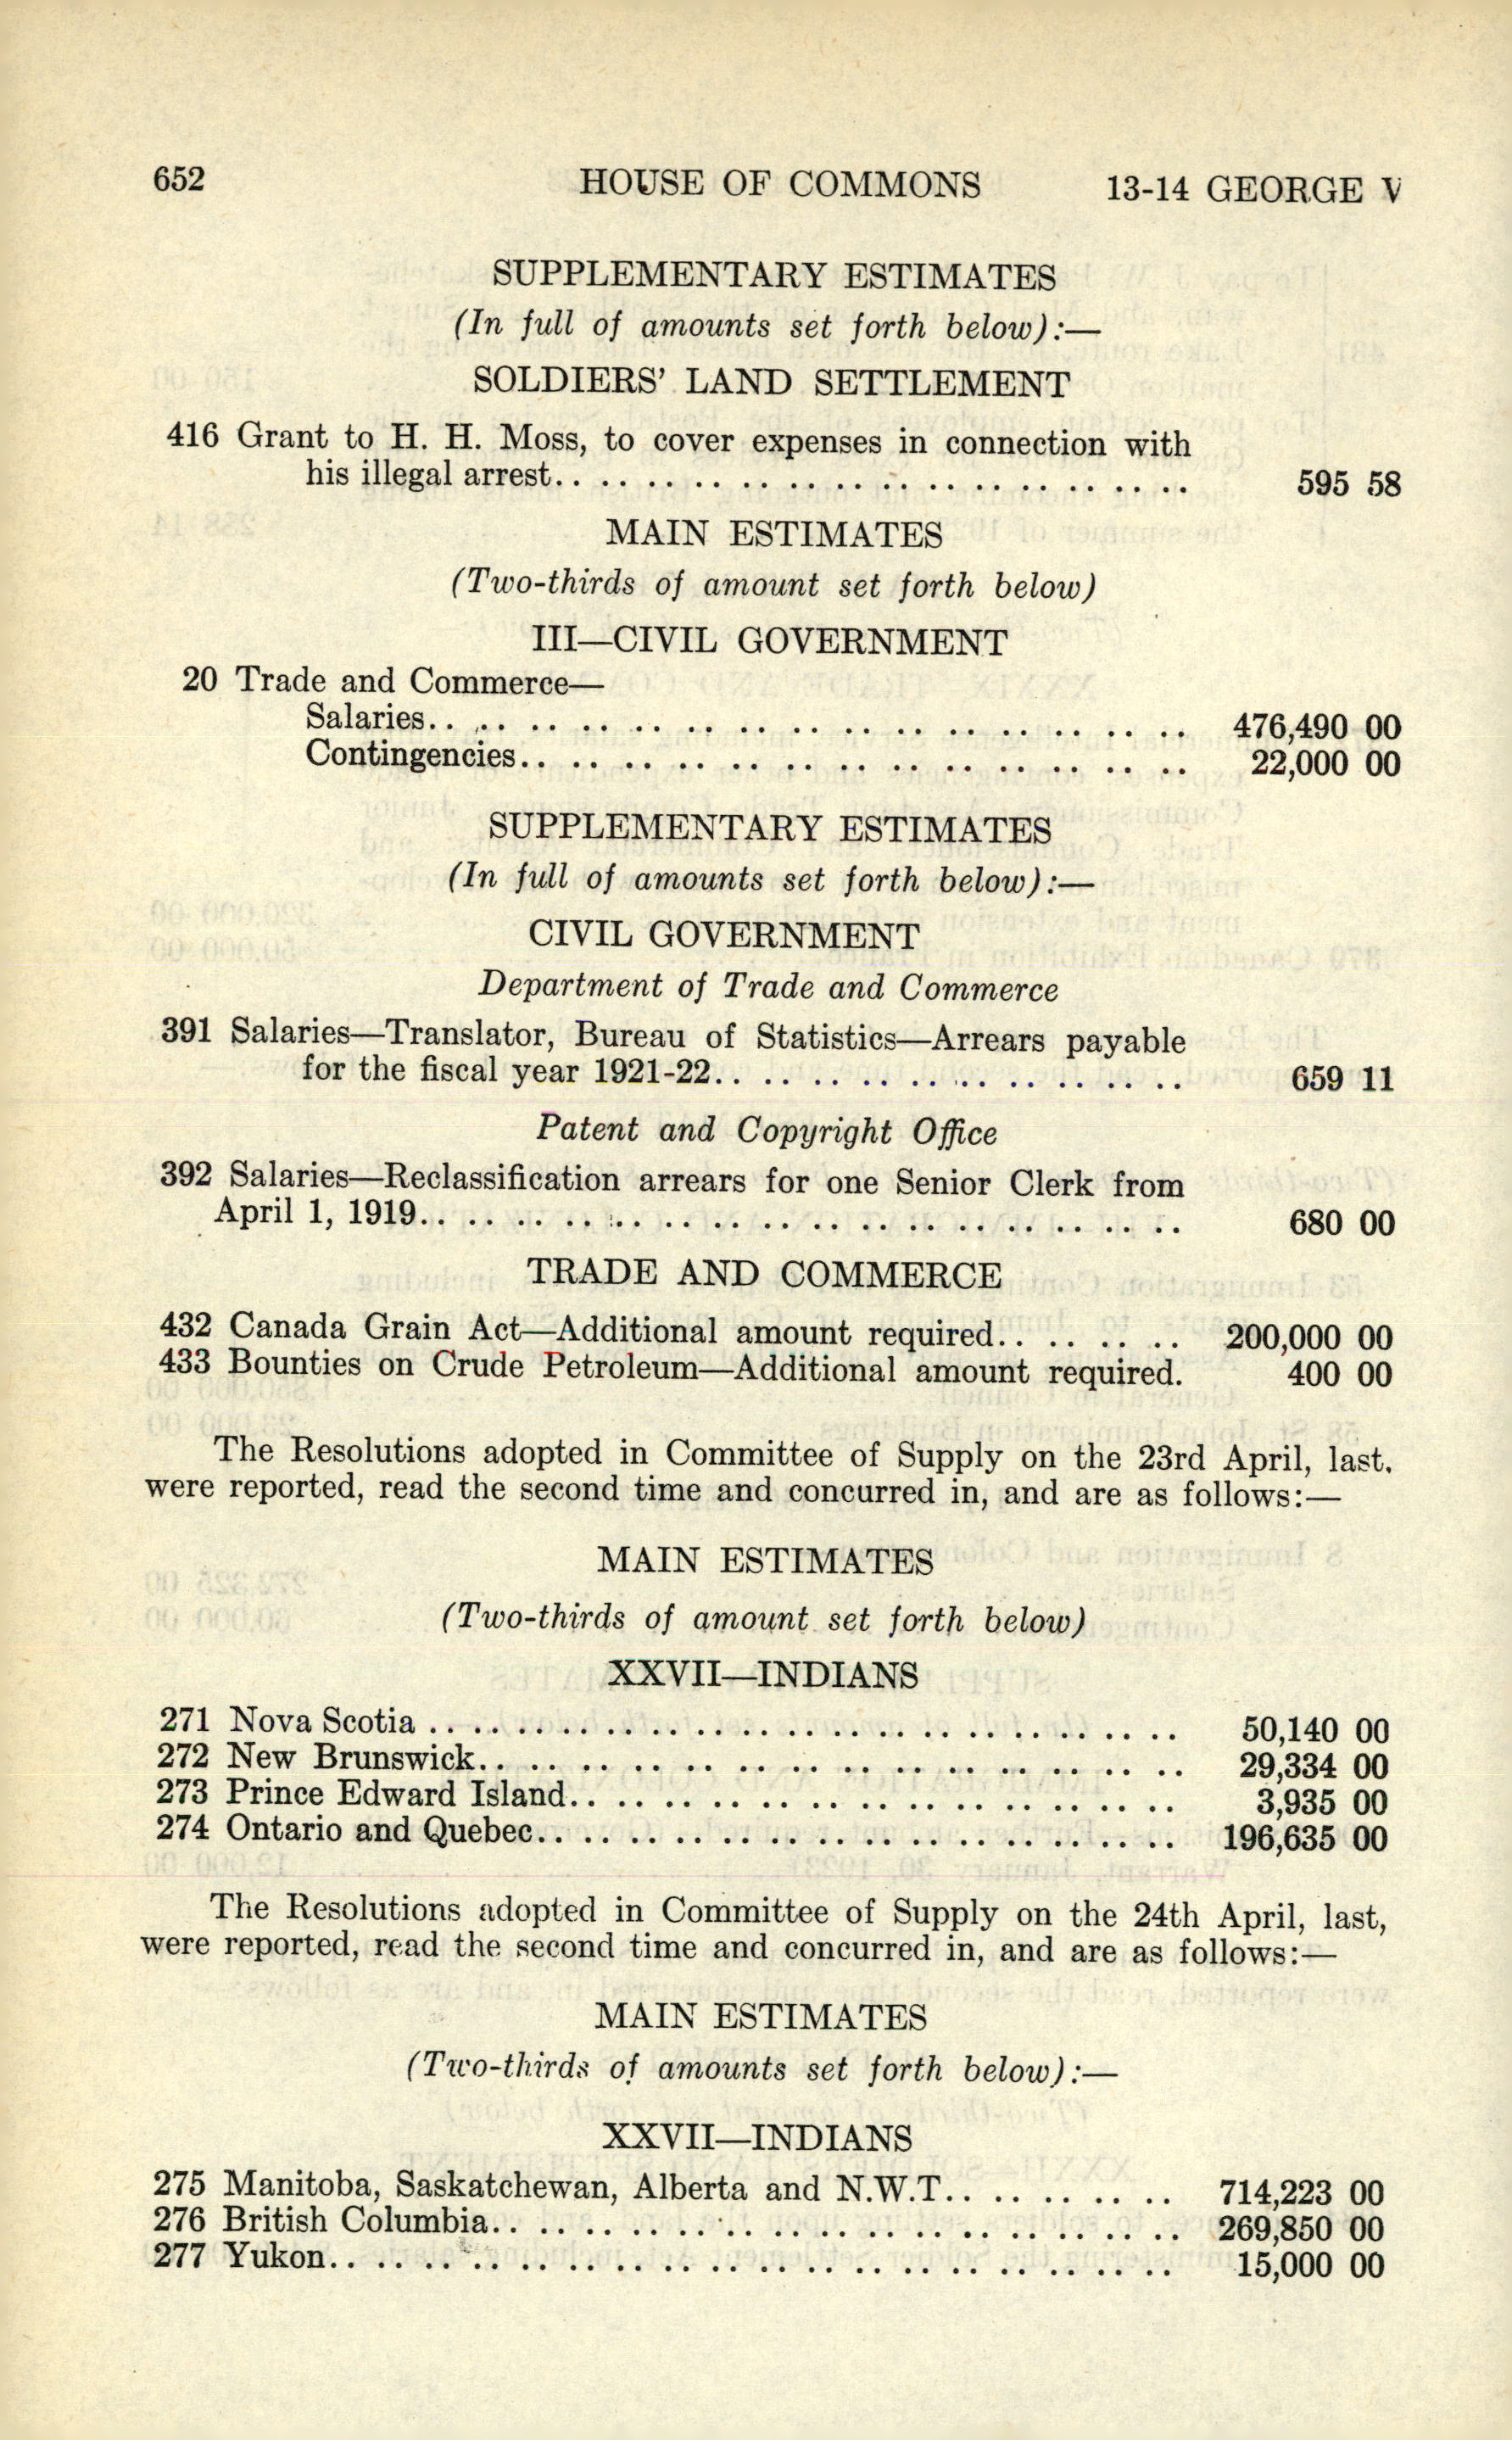 652 HOUSE OF COMMONS 13-14 GEORGE V
SUPPLEMENTARY ESTIMATES
(In full of amounts set forth below):—
SOLDIERS' LAND SETTLEMENT
416 Grant to H. H. Moss, to cover expenses in connection with
his illegal arrest.. .. .. .. .. .. .. .. .. .. .. .. .. .. 595 58
MAIN ESTIMATES
(Two-thirds of amount set forth below)
III—CIVIL GOVERNMENT
20 Trade and Commerce—
Salaries.. .. .. .. .. .. .. .. .. .. .. .. .. .. .. 476,490 00
Contingencies.. .. .. .. .. .. .. .. .. .. .. .. .. 22,000 00
SUPPLEMENTARY ESTIMATES
(In full of amounts set forth below):—
CIVIL GOVERNMENT
Department of Trade and Commerce
391 Salaries—Translator, Bureau of Statistics—Arrears payable
for the fiscal year 1921-22.. .. .. .. .. .. .. .. .. .. 659 11
Patent and Copyright Office
392 Salaries—Reclassification arrears for one Senior Clerk from
April 1, 1919.. .. .. .. .. .. .. .. .. .. .. .. .. .. .. .. 680 00
TRADE AND COMMERCE
432 Canada Grain Act—Additional amount required.. .. .. .. 200,000 00
433 Bounties on Crude Petroleum—Additional amount required. 400 00
The Resolutions adopted in Committee of Supply on the 23rd April, last.
were reported, read the second time and concurred in, and are as follows:—
MAIN ESTIMATES
(Two-thirds of amount set forth below)
XXVII—INDIANS
271 Nova Scotia .. .. .. .. .. .. .. .. .. .. .. .. .. .. .. .. .. 50,140 00
272 New Brunswick.. .. .. .. .. .. .. .. .. .. .. .. .. .. 29,334 00
273 Prince Edward Island.. .. .. .. .. .. .. .. .. .. .. .. .. 3,935 00
274 Ontario and Quebec.. .. .. .. .. .. .. .. .. .. .. .. .. .. 196,635 00
The Resolutions adopted in Committee of Supply on the 24th April, last,
were reported, read the second time and concurred in, and are as follows:—
MAIN ESTIMATES
(Two-thirds of amounts set forth below):—
XXVII—INDIANS
275 Manitoba, Saskatchewan, Alberta and N.W.T.. .. .. .. .. 714,223 00
276 British Columbia.. .. .. .. .. .. .. .. .. .. .. .. .. .. .. 269,850 00
277 Yukon.. .. .. .. .. .. .. .. .. .. .. .. .. .. .. .. .. .. 15,000 00